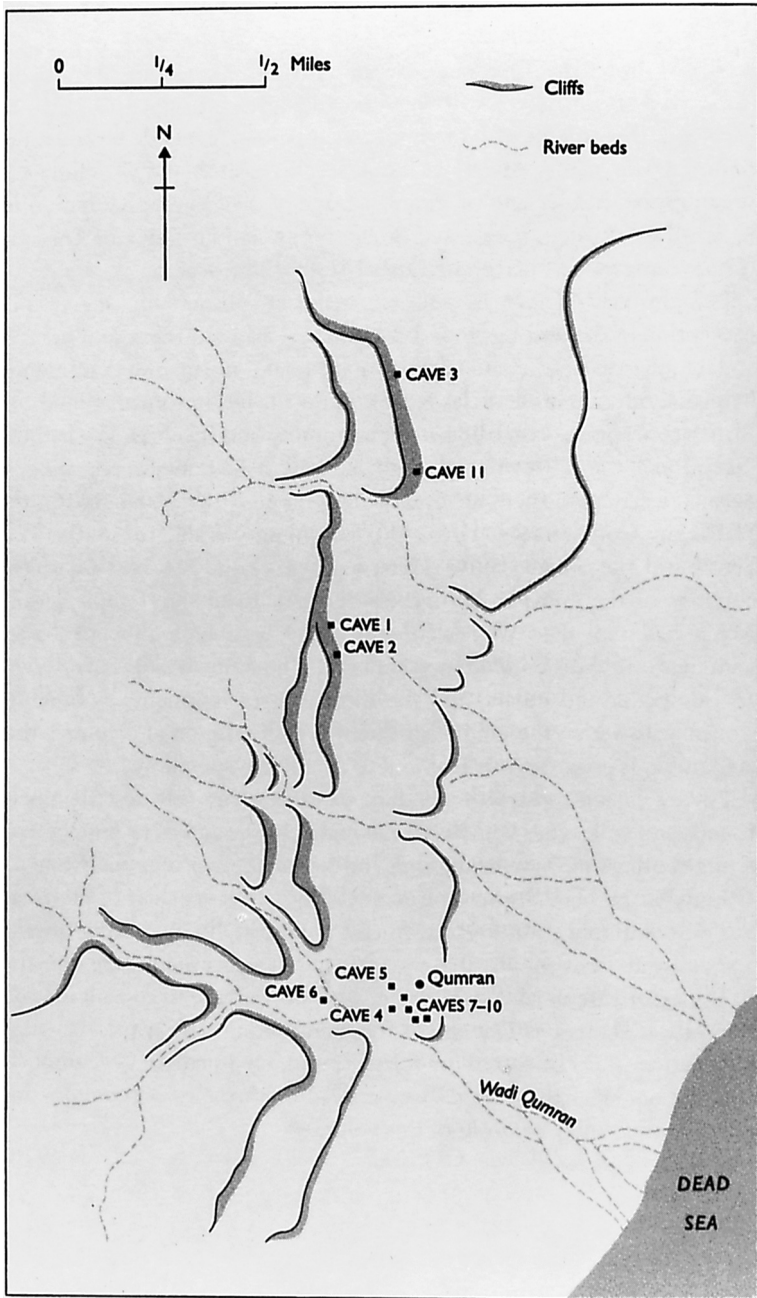 0 1/4 1/2 Miles
Cliffs
N
River beds
CAVE 3
CAVE 11
CAVE 1
CAVE 2
CAVE 5
Qumran
CAVE 6
CAVE 4
CAVES 7–10
Wadi Qumran
DEAD
SEA